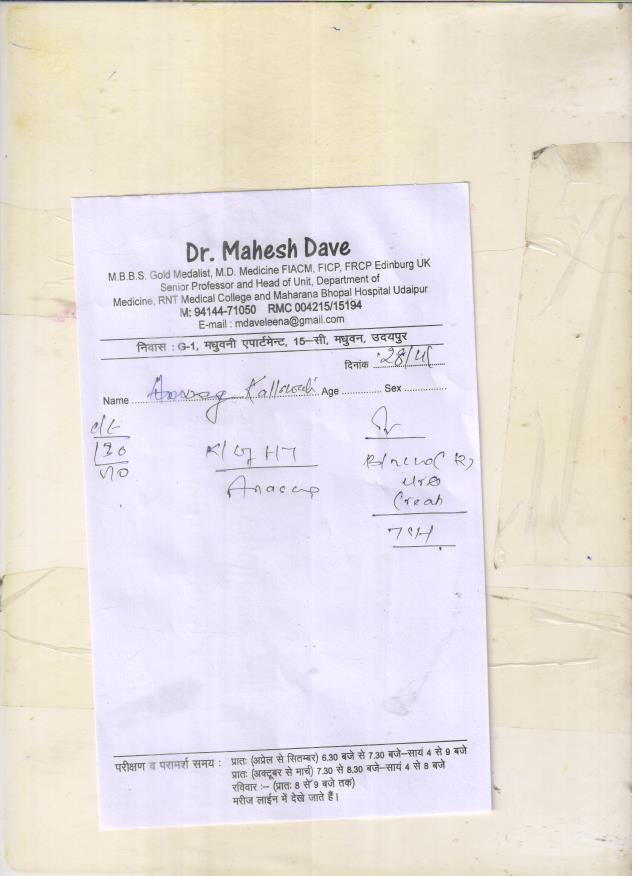 Dr. Mahesh Dave
M.B.B.S. Gold Medalist, M.D. Medicine FIACM, FICP, FRCP Edinburg UK
Senior Professor and Head of Unit, Department of
Medicine, RNT Medical College and Maharana Bhopal Hospital Udaipur
M: 94144-71050 RMC 004215/15194
E-mail : mdaveleena@gmail.com
निवास : G-1, मधुवनी एपार्टमेन्ट, 15–सी, मधुवन, उदयपुर
दिनांक 28/4/
Name Anurag Age Sex
K/C/ HT
Urea
Creat
TSH
परीक्षण व परामर्श समय : प्रातः (अप्रेल से सितम्बर) 6.30 बजे से 7.30 बजे–सायं 4 से 9 बजे
प्रातः (अक्टूबर से मार्च) 7.30 से 8.30 बजे–सायं 4 से 8 बजे
रविवार :– (प्रातः 8 से 9 बजे तक)
मरीज लाईन में देखे जाते हैं।